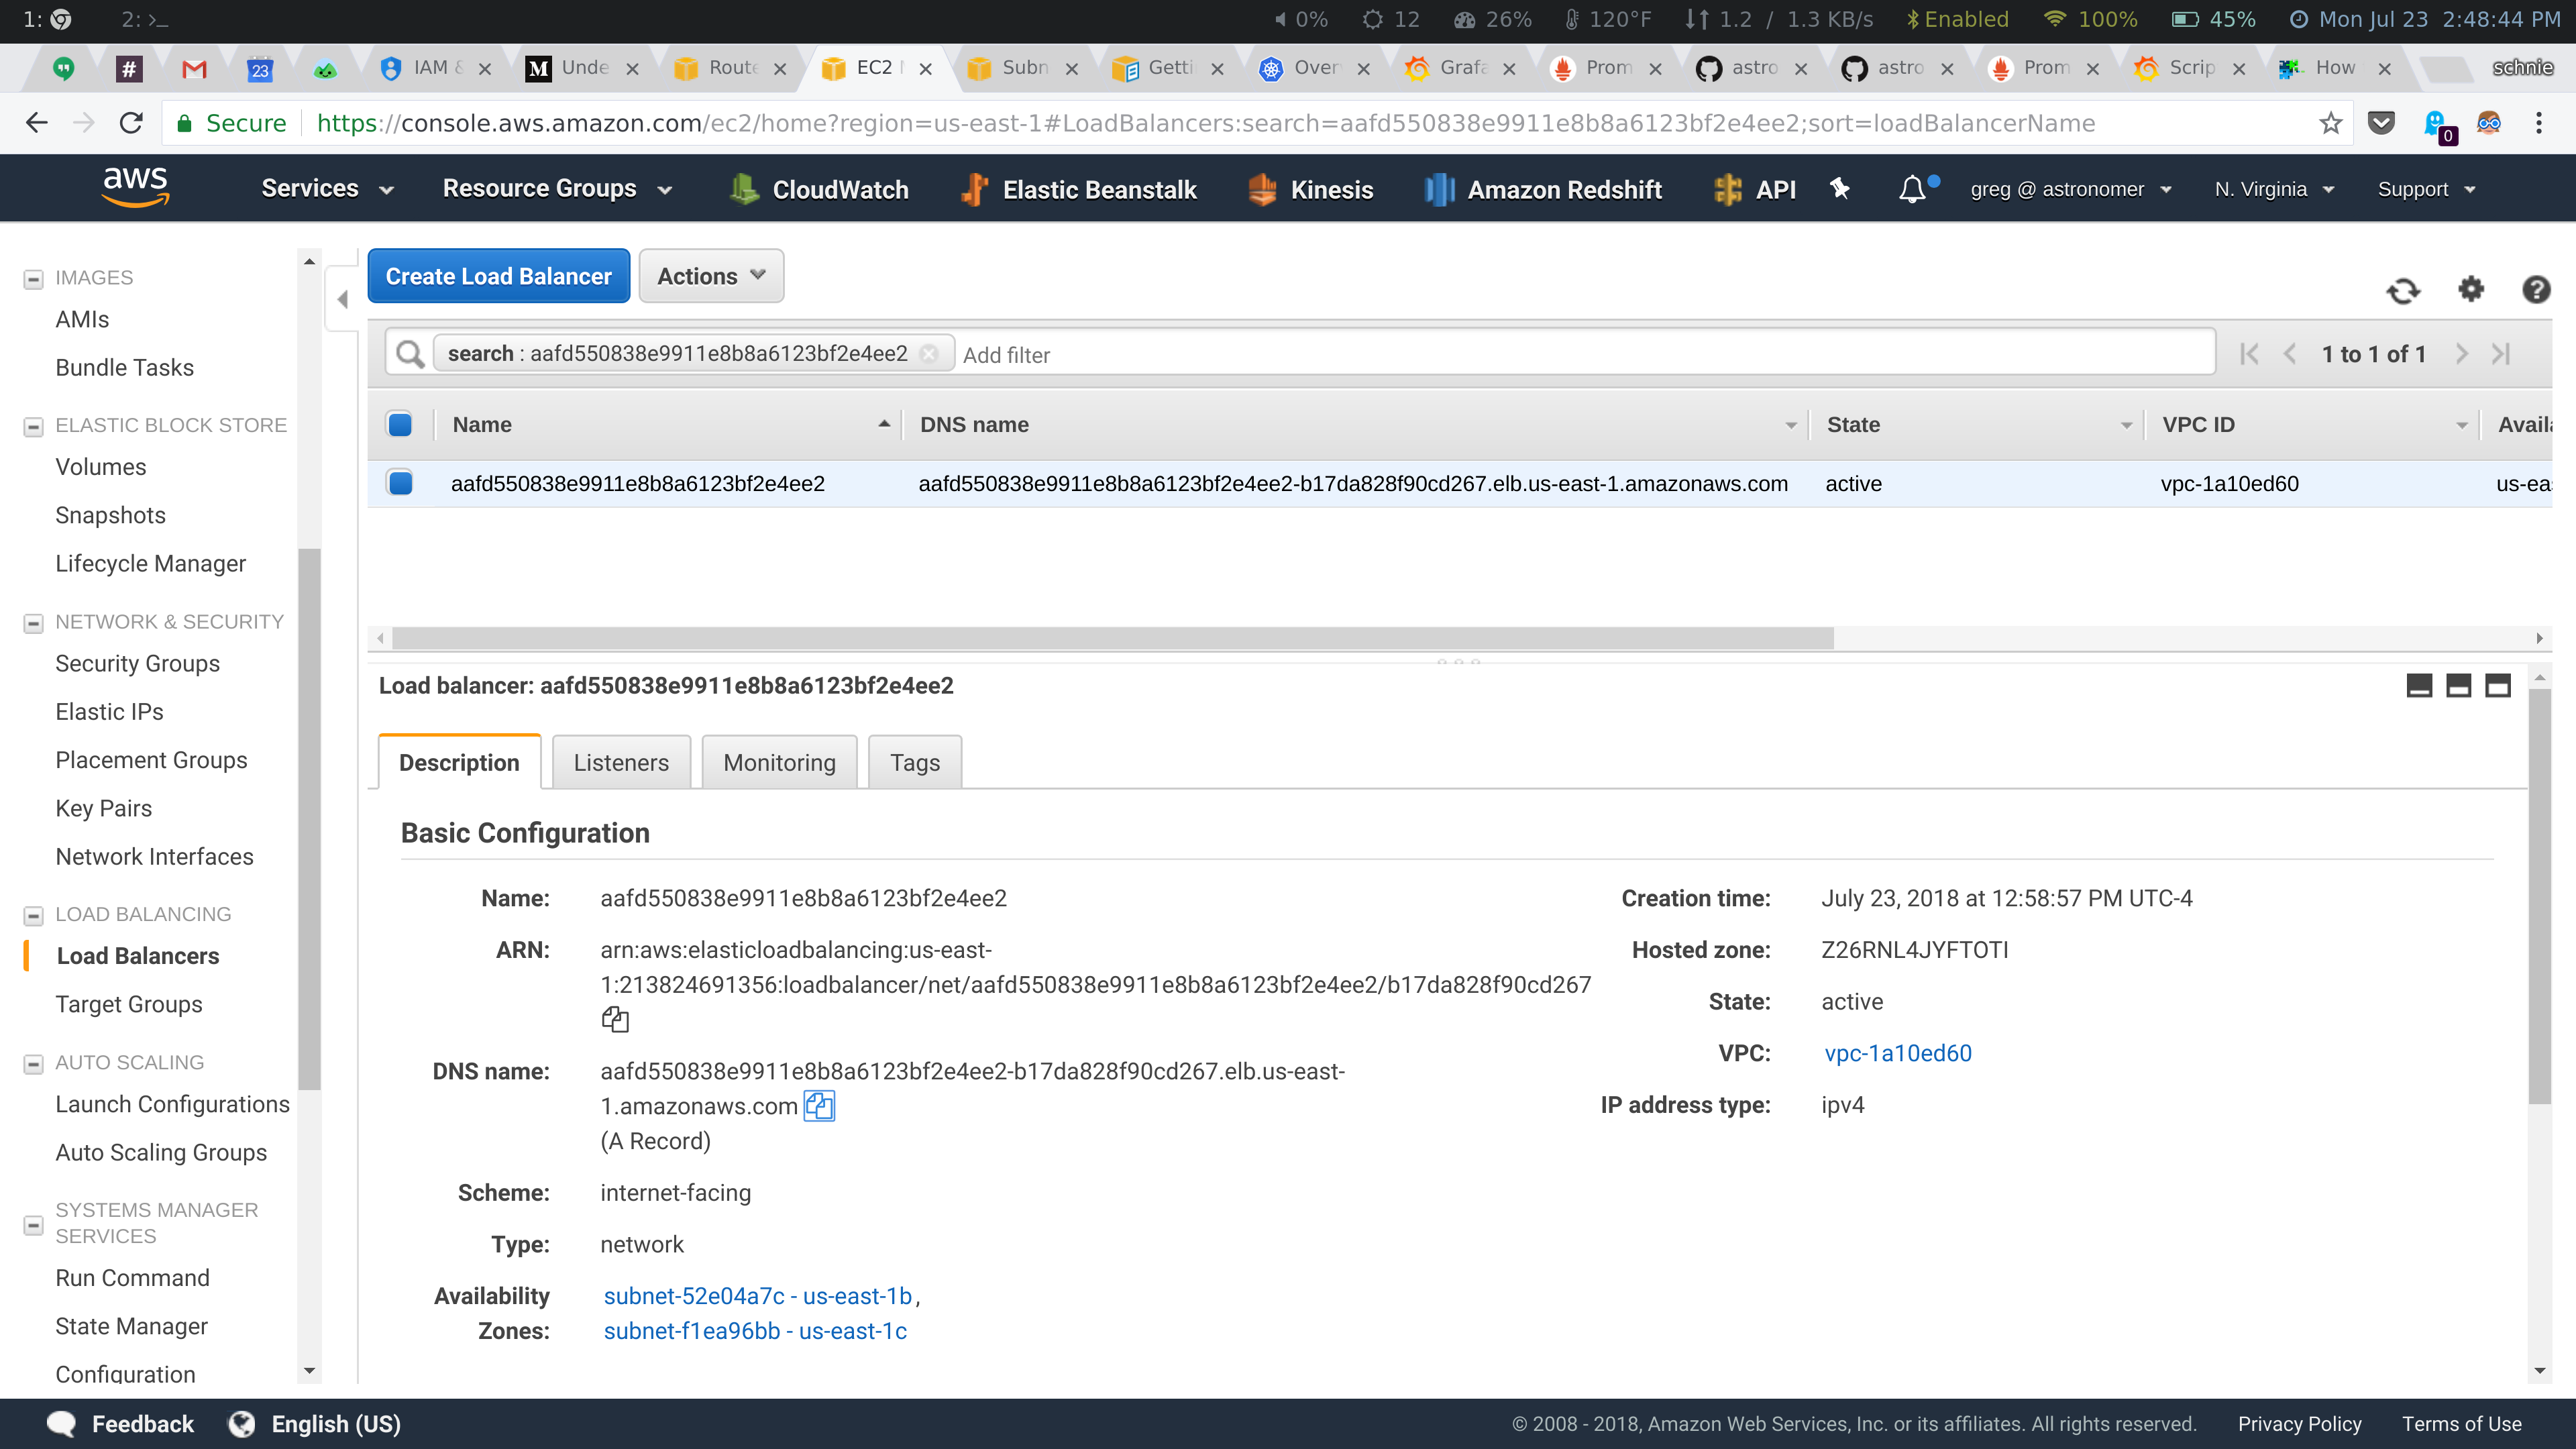 1:
2: >_
0% 12 26% 120°F 1.2 / 1.3 KB/s Enabled 100% 45% Mon Jul 23 2:48:44 PM
# 23 IAM & M Unde Route EC2 Subn Getti Over Grafa Prom astro astro Prom Scrip How schnie
Secure https://console.aws.amazon.com/ec2/home?region=us-east-1#LoadBalancers:search=aafd550838e9911e8b8a6123bf2e4ee2;sort=loadBalancerName 0
aws Services Resource Groups CloudWatch Elastic Beanstalk Kinesis Amazon Redshift API greg @ astronomer N. Virginia Support
IMAGES
AMIs
Bundle Tasks
ELASTIC BLOCK STORE
Volumes
Snapshots
Lifecycle Manager
NETWORK & SECURITY
Security Groups
Elastic IPs
Placement Groups
Key Pairs
Network Interfaces
LOAD BALANCING
Load Balancers
Target Groups
AUTO SCALING
Launch Configurations
Auto Scaling Groups
SYSTEMS MANAGER
SERVICES
Run Command
State Manager
Configuration
Create Load Balancer Actions
search : aafd550838e9911e8b8a6123bf2e4ee2 Add filter 1 to 1 of 1
Name DNS name State VPC ID Availa
aafd550838e9911e8b8a6123bf2e4ee2 aafd550838e9911e8b8a6123bf2e4ee2-b17da828f90cd267.elb.us-east-1.amazonaws.com active vpc-1a10ed60 us-eas
Load balancer: aafd550838e9911e8b8a6123bf2e4ee2
Description Listeners Monitoring Tags
Basic Configuration
Name: aafd550838e9911e8b8a6123bf2e4ee2
ARN: arn:aws:elasticloadbalancing:us-east-
1:213824691356:loadbalancer/net/aafd550838e9911e8b8a6123bf2e4ee2/b17da828f90cd267
DNS name: aafd550838e9911e8b8a6123bf2e4ee2-b17da828f90cd267.elb.us-east-
1.amazonaws.com
(A Record)
Scheme: internet-facing
Type: network
Availability subnet-52e04a7c - us-east-1b,
Zones: subnet-f1ea96bb - us-east-1c
Creation time: July 23, 2018 at 12:58:57 PM UTC-4
Hosted zone: Z26RNL4JYFTOTI
State: active
VPC: vpc-1a10ed60
IP address type: ipv4
Feedback English (US) © 2008 - 2018, Amazon Web Services, Inc. or its affiliates. All rights reserved. Privacy Policy Terms of Use